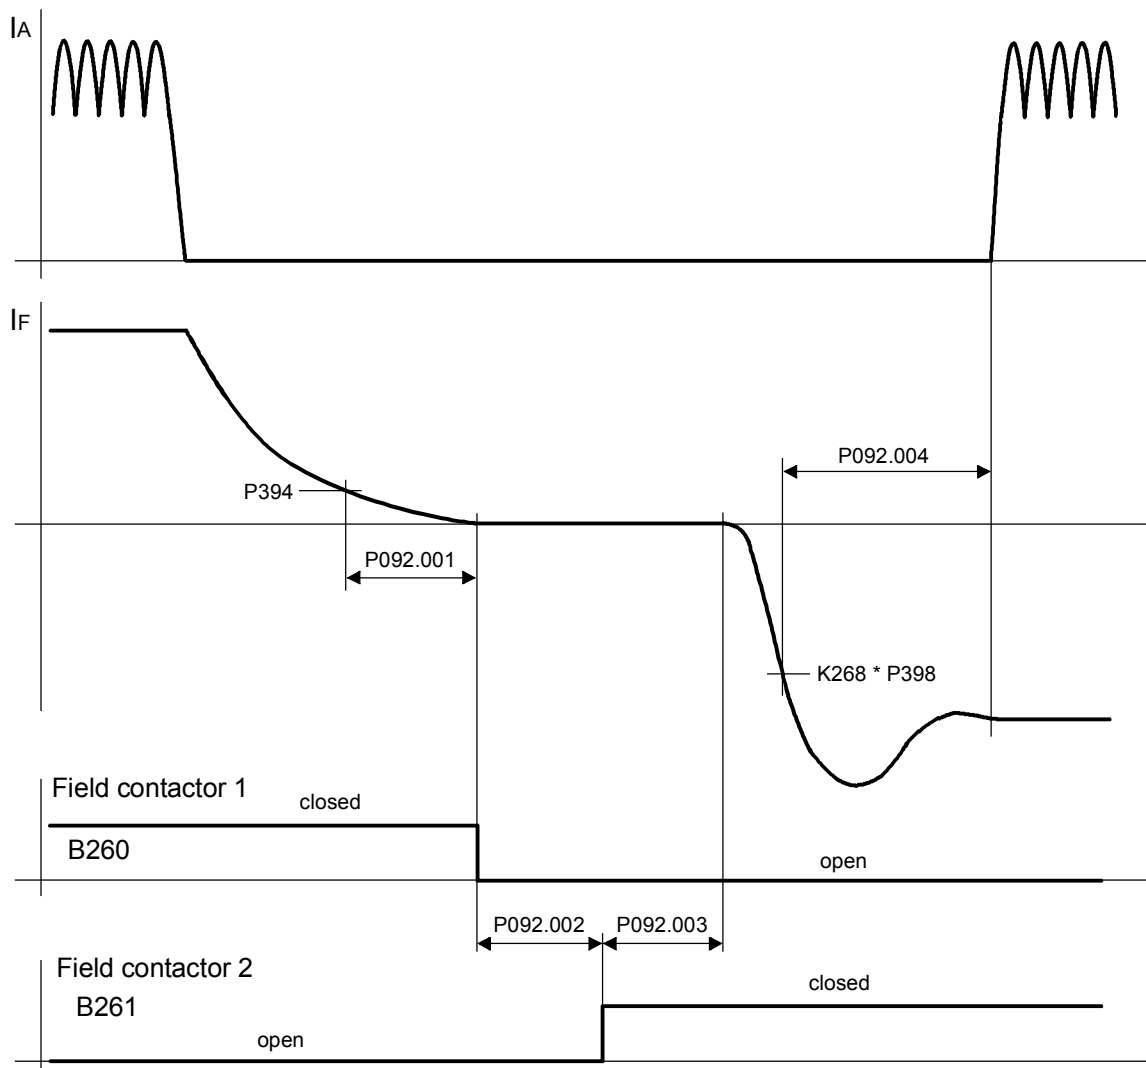 IA
IF
P092.004
P394
P092.001
K268 * P398
Field contactor 1
closed
B260
open
P092.002
P092.003
Field contactor 2
closed
B261
open